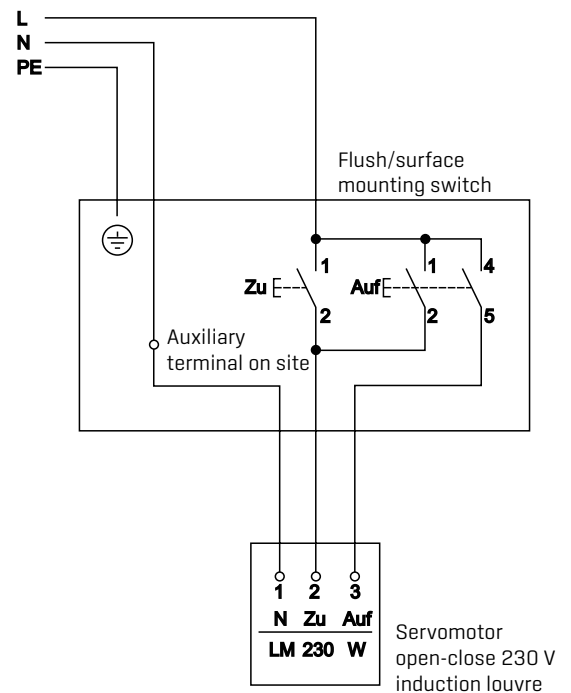 L
N
PE
Flush/surface
mounting switch
1
1
4
Zu
Auf
2
2
5
Auxiliary
terminal on site
1
2
3
N
Zu
Auf
LM 230 W
Servomotor
open-close 230 V
induction louvre